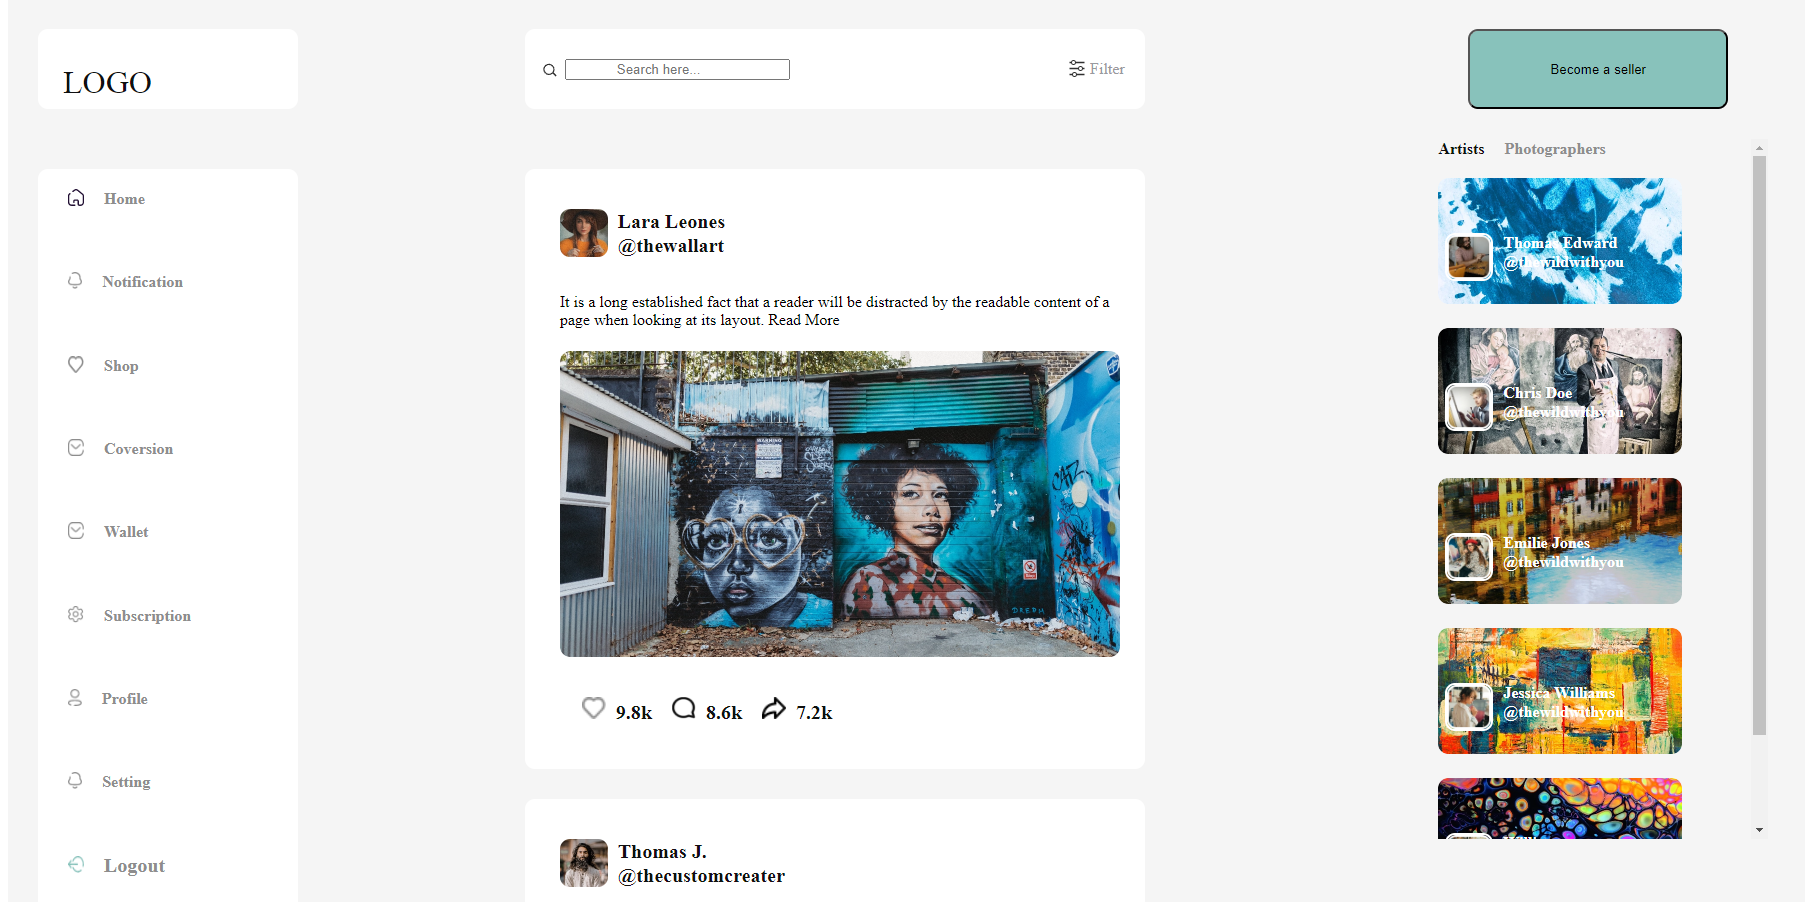 LOGO
Search here...
Filter
Become a seller
Home
Notification
Shop
Coversion
Wallet
Subscription
Profile
Setting
Logout
Lara Leones
@thewallart
It is a long established fact that a reader will be distracted by the readable content of a
page when looking at its layout. Read More
WARNING
9.8k 8.6k 7.2k
Thomas J.
@thecustomcreater
Artists Photographers
Thomas Edward
@thewildwithyou
Chris Doe
@thewildwithyou
Emilie Jones
@thewildwithyou
Jessica Williams
@thewildwithyou